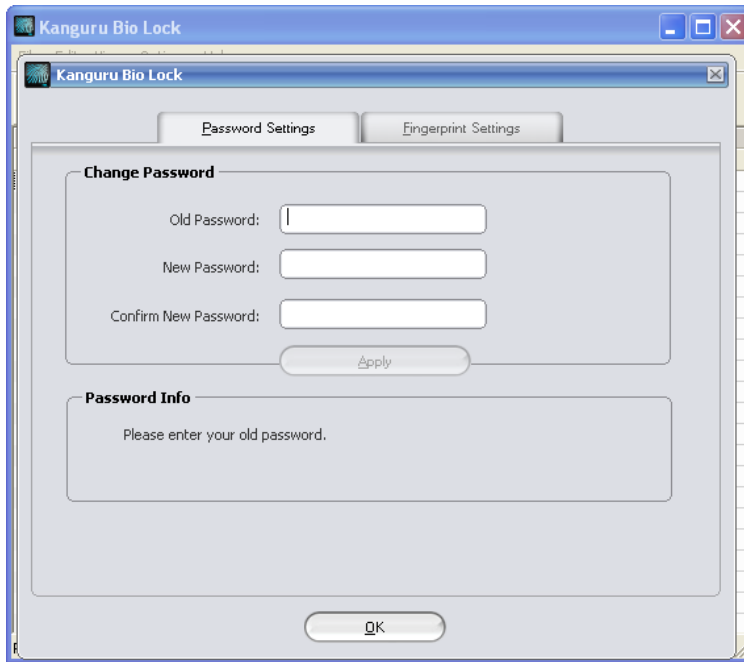 Kanguru Bio Lock
Kanguru Bio Lock
Password Settings
Fingerprint Settings
Change Password
Old Password:
New Password:
Confirm New Password:
Apply
Password Info
Please enter your old password.
OK